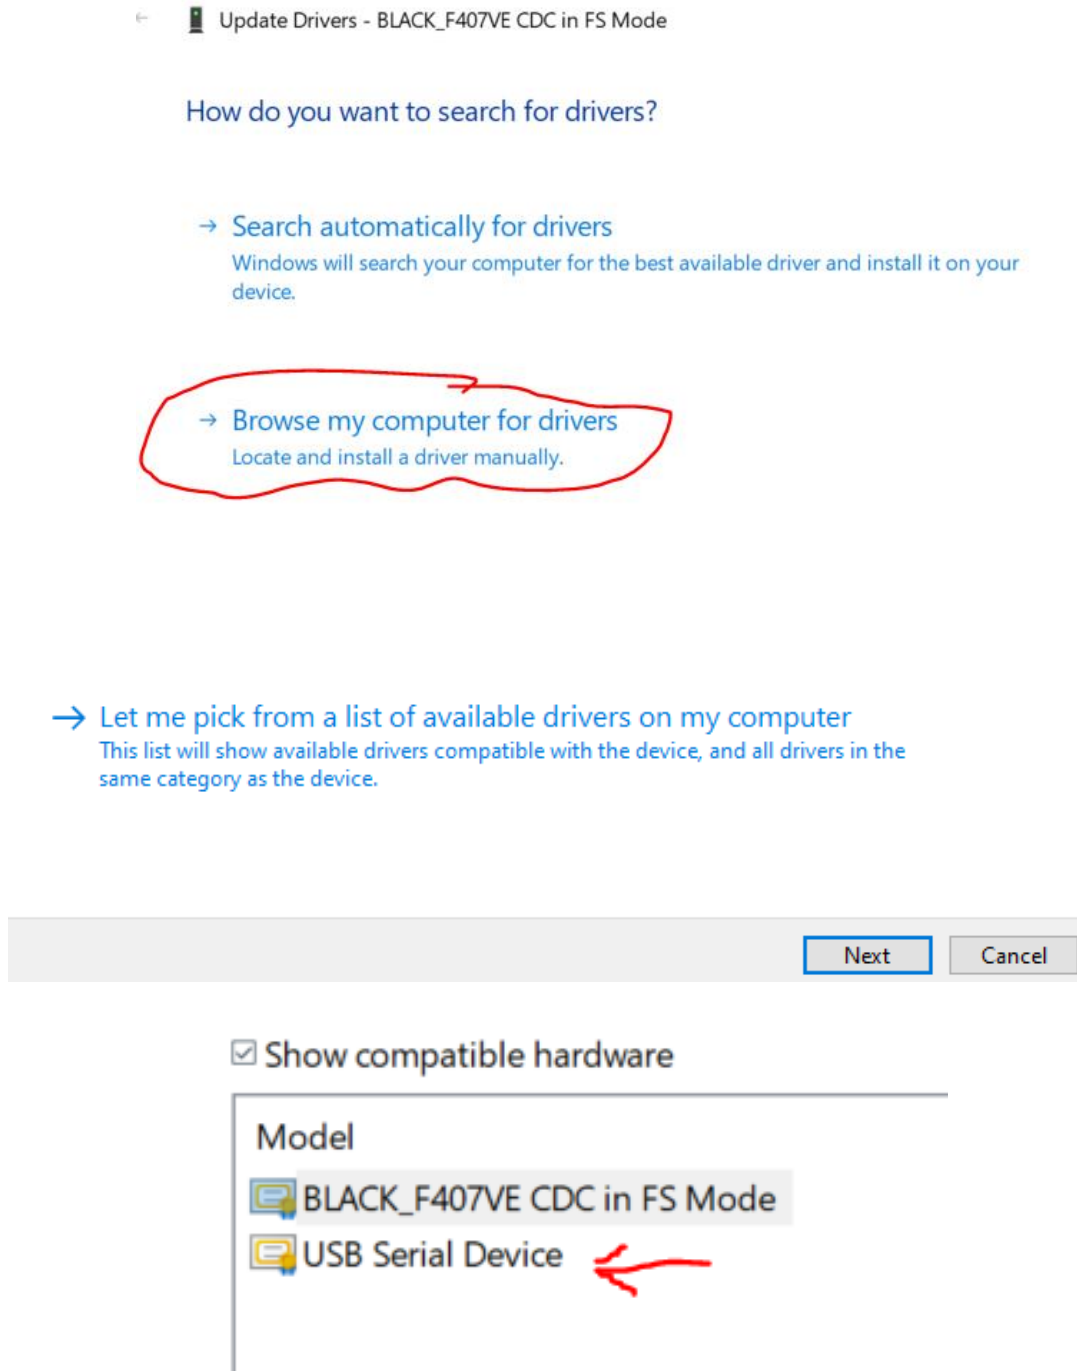 Update Drivers - BLACK_F407VE CDC in FS Mode
How do you want to search for drivers?
Search automatically for drivers
Windows will search your computer for the best available driver and install it on your
device.
Browse my computer for drivers
Locate and install a driver manually.
Let me pick from a list of available drivers on my computer
This list will show available drivers compatible with the device, and all drivers in the
same category as the device.
Next Cancel
Show compatible hardware
Model
BLACK_F407VE CDC in FS Mode
USB Serial Device